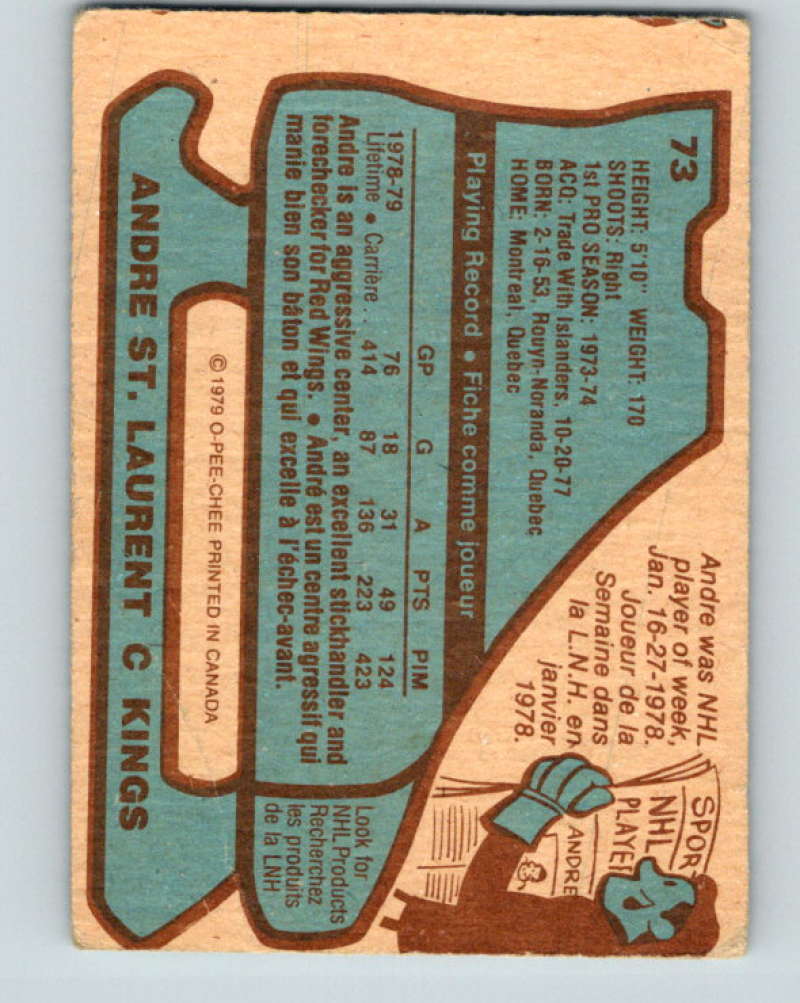 73
HEIGHT: 5'10" WEIGHT: 170
SHOOTS: Right
1st PRO SEASON: 1973-74
ACQ: Trade With Islanders, 10-20-77
BORN: 2-16-53, Rouyn-Noranda, Quebec
HOME: Montreal, Quebec
Andre was NHL
player of week,
Jan. 16-27-1978.
Joueur de la
Semaine dans
la L.N.H. en
janvier
1978.
SPOR
NHL
PLAYE
ANDRE
Playing Record • Fiche comme joueur
GP G A PTS PIM
1978-79 76 18 31 49 124
Lifetime • Carrière . . 414 87 136 223 423
Andre is an aggressive center, an excellent stickhandler and
forechecker for Red Wings. • André est un centre agressif qui
manie bien son bâton et qui excelle à l'échec-avant.
Look for
NHL Products
Recherchez
les produits
de la LNH
© 1979 O-PEE-CHEE PRINTED IN CANADA
ANDRE ST. LAURENT C KINGS